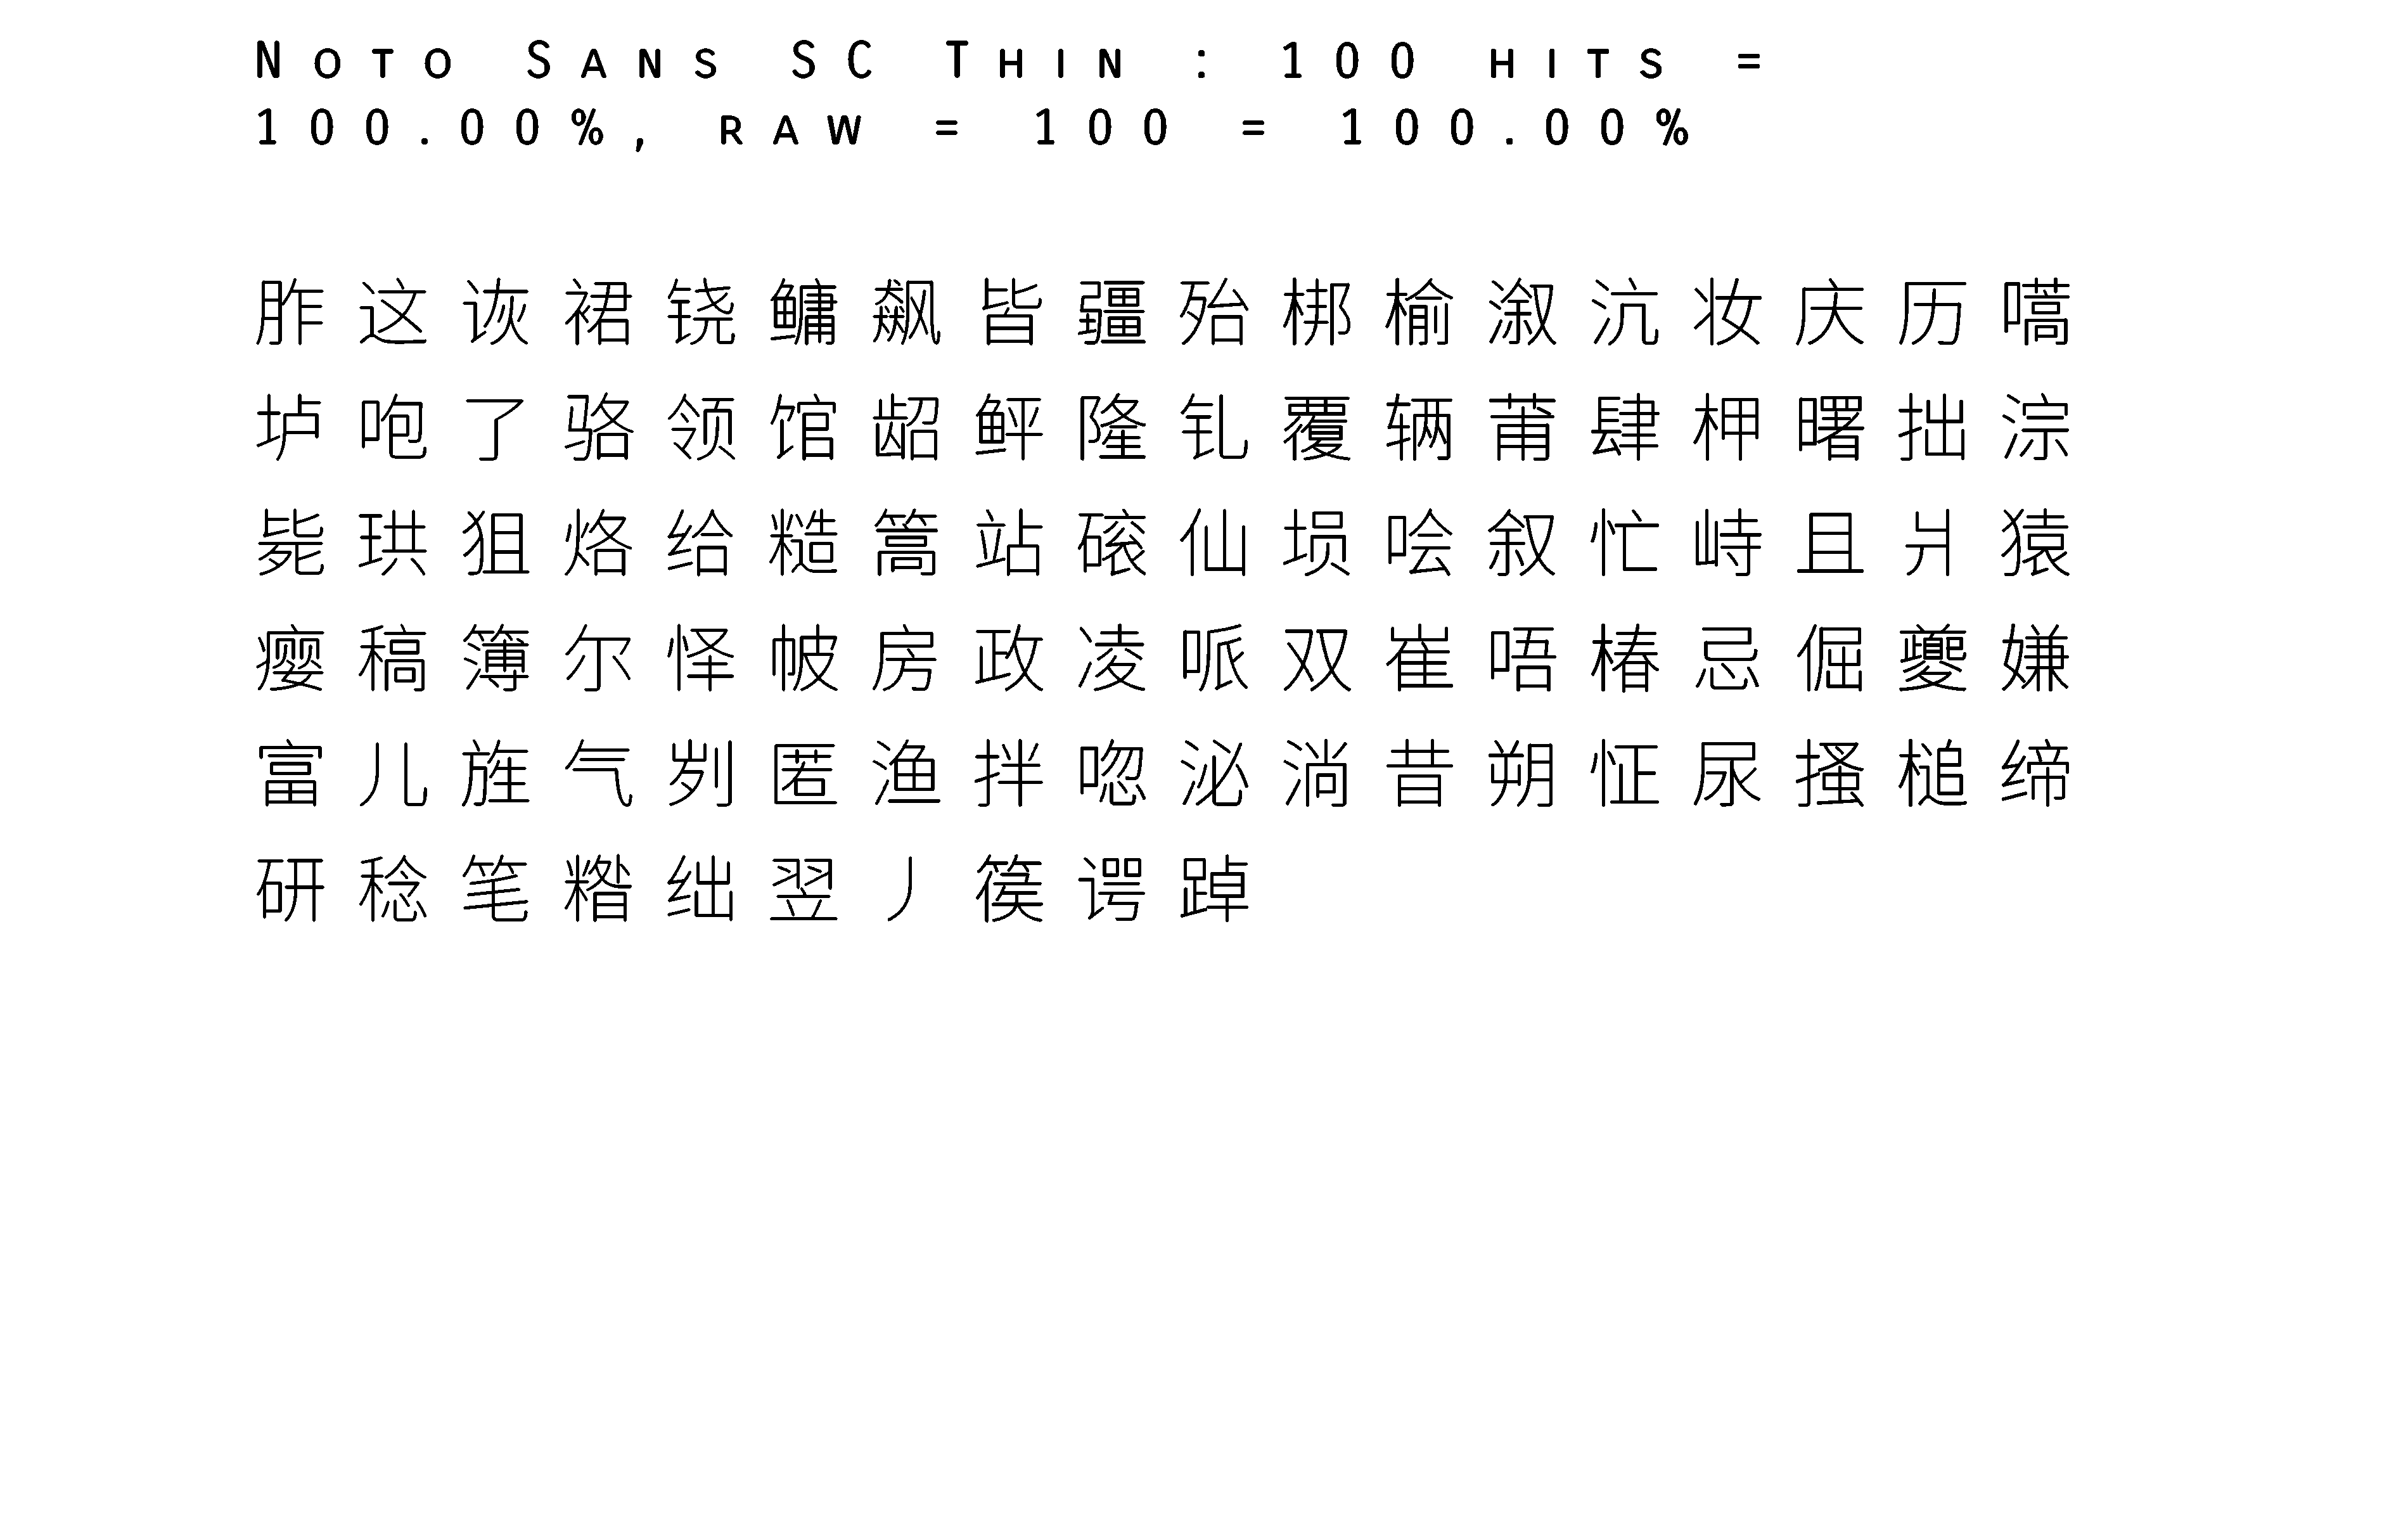 Noto Sans SC Thin : 100 hits =
100.00%, raw = 100 = 100.00%
胙这诙裙铙鳙飙皆疆殆梆榆溆沆妆庆历嚆
垆咆了骆领馆龆鲆隆钆覆辆莆肆柙曙拙淙
毙珙狙烙给糙篙站磙仙埙哙叙忙峙且爿猿
瘿稿簿尔怿帔房政凌哌双崔唔椿忌倔夔嫌
富儿旌气刿匿渔拌唿泌淌昔朔怔尿搔槌缔
研稔笔糌绌翌丿篌谔踔